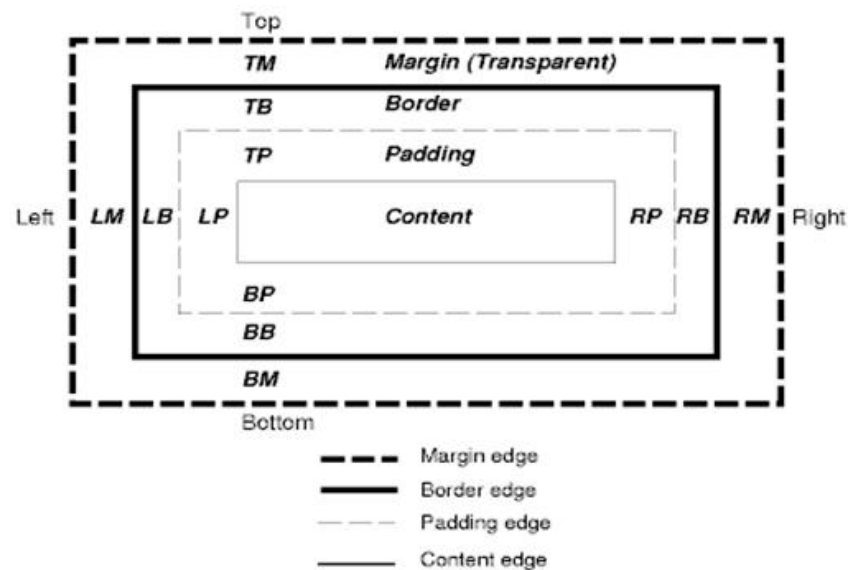 Top
TM Margin (Transparent)
TB Border
TP Padding
Left LM LB LP Content RP RB RM Right
BP
BB
BM
Bottom
Margin edge
Border edge
Padding edge
Content edge